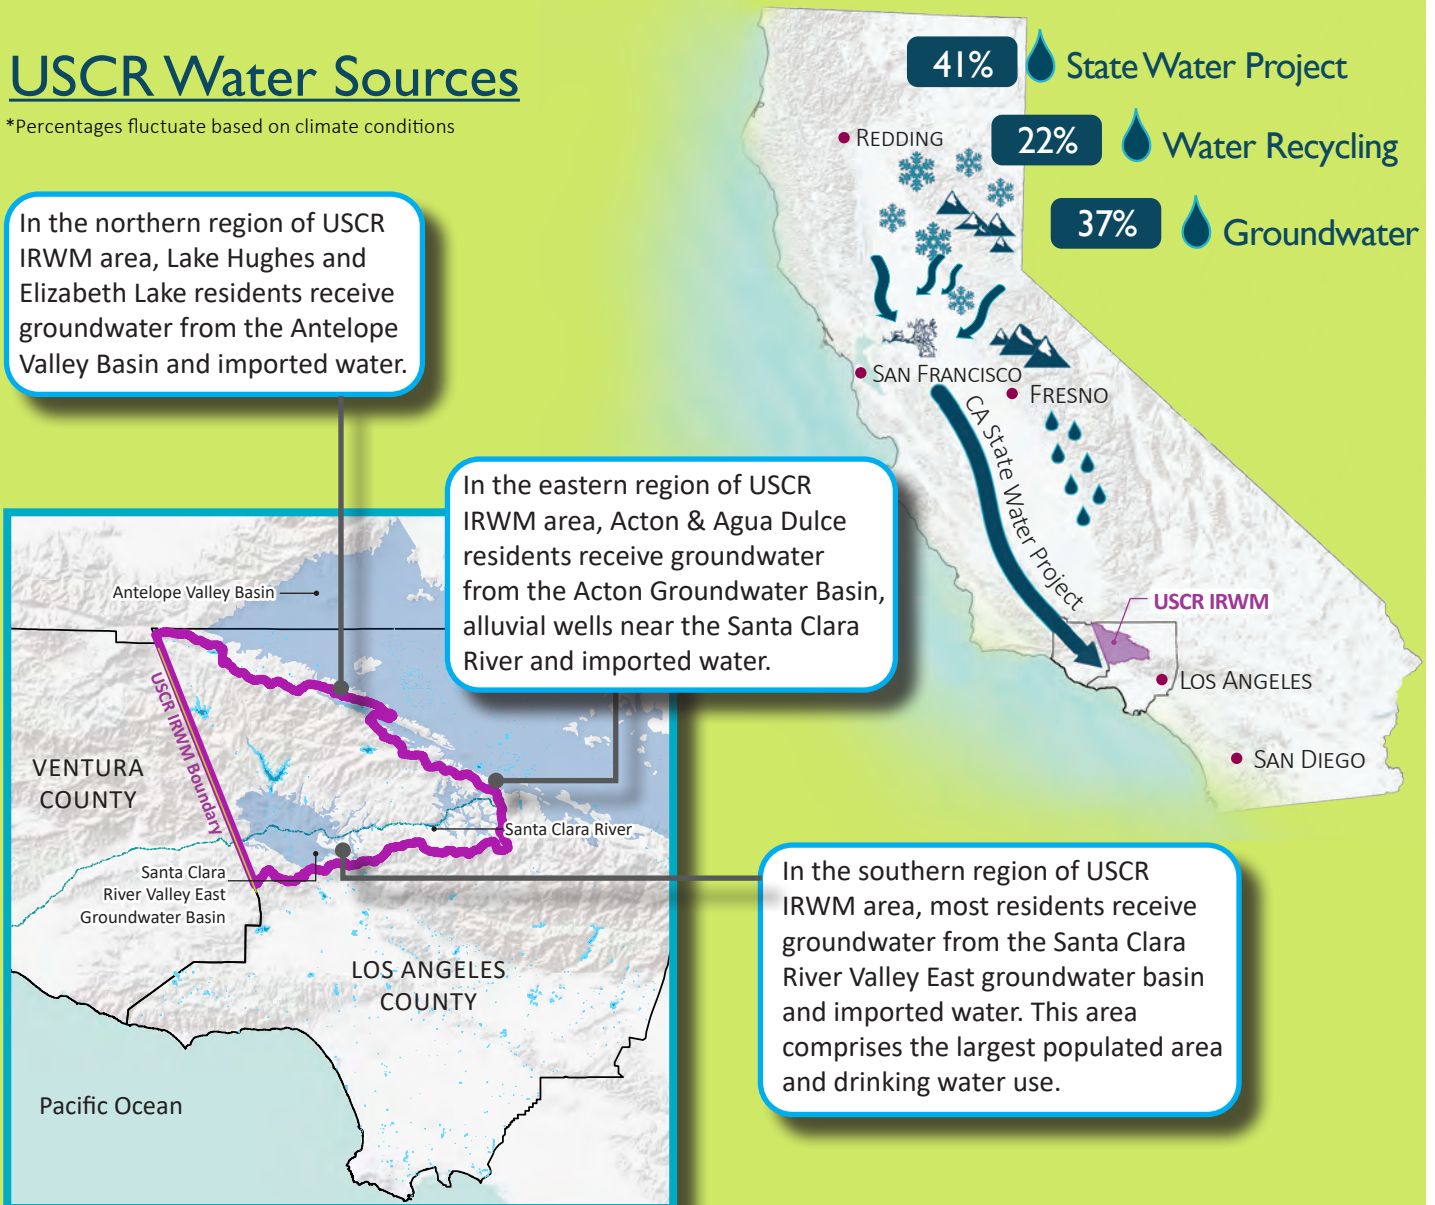 USCR Water Sources
*Percentages fluctuate based on climate conditions
41%
State Water Project
22%
Water Recycling
37%
Groundwater
REDDING
SAN FRANCISCO
FRESNO
CA State Water Project
USCR IRWM
LOS ANGELES
SAN DIEGO
In the northern region of USCR
IRWM area, Lake Hughes and
Elizabeth Lake residents receive
groundwater from the Antelope
Valley Basin and imported water.
In the eastern region of USCR
IRWM area, Acton & Agua Dulce
residents receive groundwater
from the Acton Groundwater Basin,
alluvial wells near the Santa Clara
River and imported water.
Antelope Valley Basin
USCR IRWM Boundary
VENTURA
COUNTY
Santa Clara River
Santa Clara
River Valley East
Groundwater Basin
LOS ANGELES
COUNTY
Pacific Ocean
In the southern region of USCR
IRWM area, most residents receive
groundwater from the Santa Clara
River Valley East groundwater basin
and imported water. This area
comprises the largest populated area
and drinking water use.